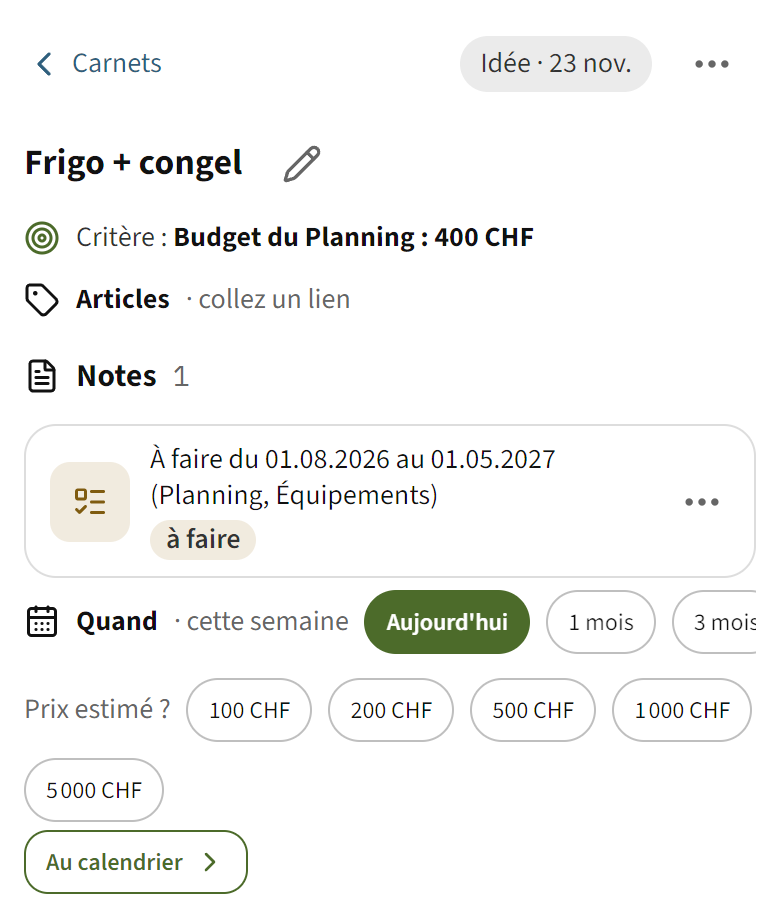 Carnets
Idée · 23 nov.
Frigo + congel
Critère : Budget du Planning : 400 CHF
Articles · collez un lien
Notes 1
À faire du 01.08.2026 au 01.05.2027
(Planning, Équipements)
à faire
Quand · cette semaine Aujourd'hui 1 mois 3 mois
Prix estimé ? 100 CHF 200 CHF 500 CHF 1 000 CHF
5 000 CHF
Au calendrier